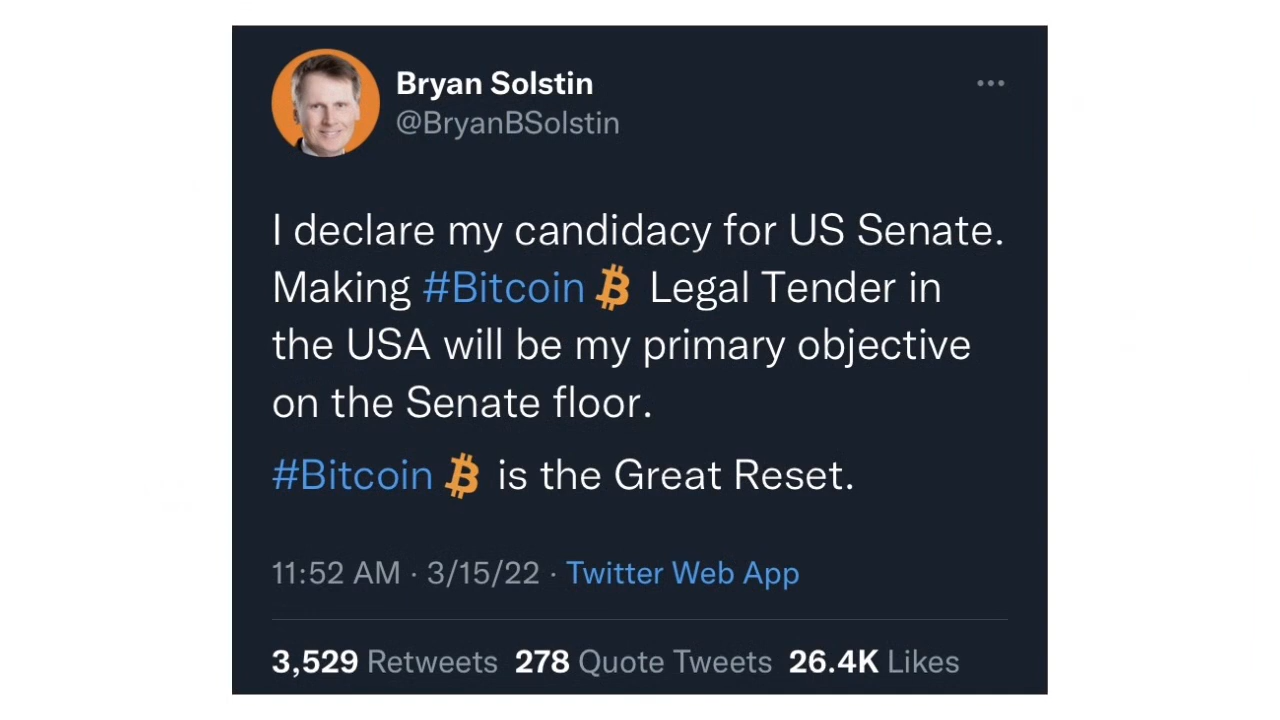 Bryan Solstin
@BryanBSolstin
I declare my candidacy for US Senate.
Making #Bitcoin Legal Tender in
the USA will be my primary objective
on the Senate floor.
#Bitcoin is the Great Reset.
11:52 AM · 3/15/22 · Twitter Web App
3,529 Retweets 278 Quote Tweets 26.4K Likes